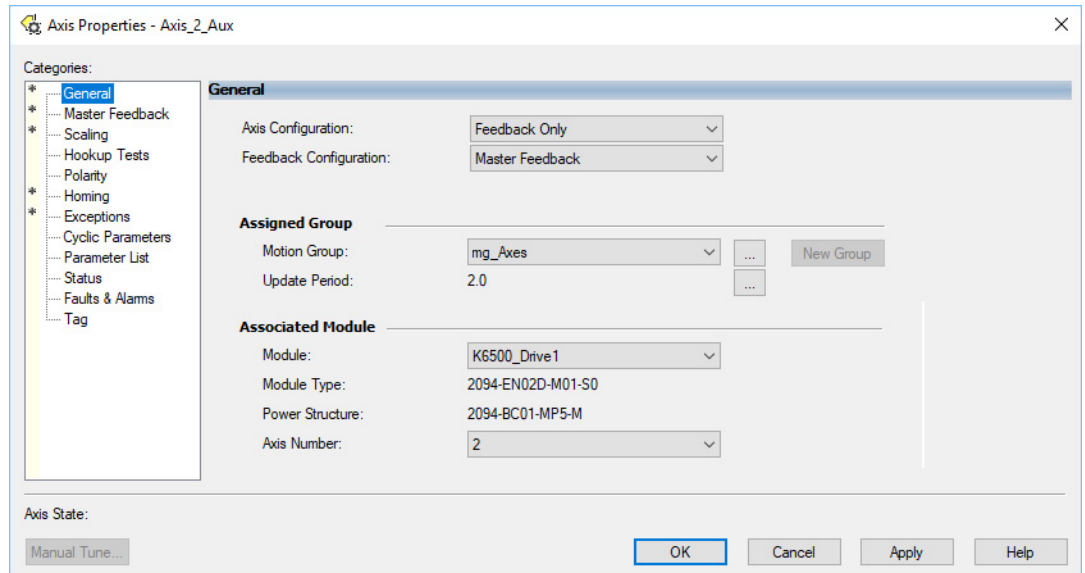 Axis Properties - Axis_2_Aux
Categories:
* General
* Master Feedback
* Scaling
Hookup Tests
Polarity
* Homing
* Exceptions
Cyclic Parameters
Parameter List
Status
Faults & Alarms
Tag
General
Axis Configuration: Feedback Only
Feedback Configuration: Master Feedback
Assigned Group
Motion Group: mg_Axes ... New Group
Update Period: 2.0 ...
Associated Module
Module: K6500_Drive1
Module Type: 2094-EN02D-M01-S0
Power Structure: 2094-BC01-MP5-M
Axis Number: 2
Axis State:
Manual Tune... OK Cancel Apply Help